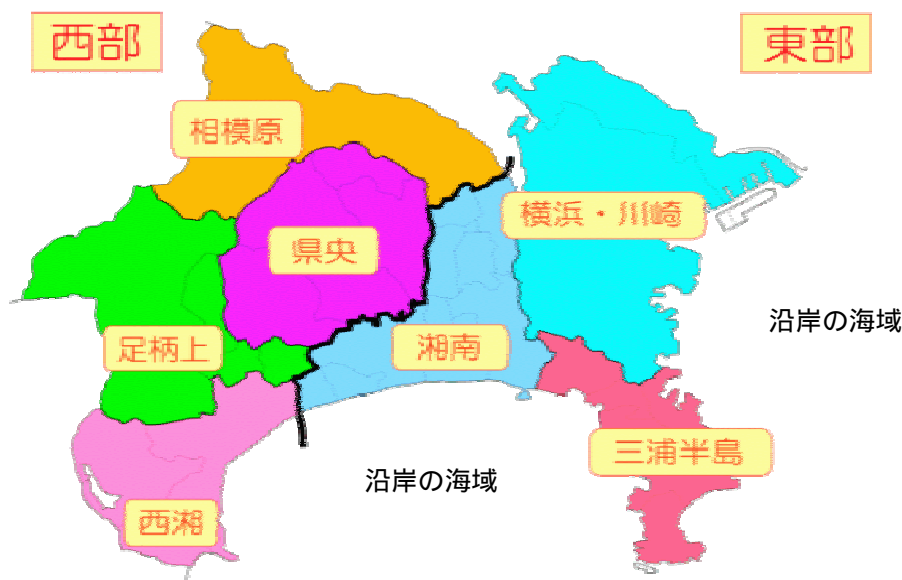 西部
東部
相模原
横浜・川崎
県央
沿岸の海域
足柄上
湘南
三浦半島
沿岸の海域
西湘